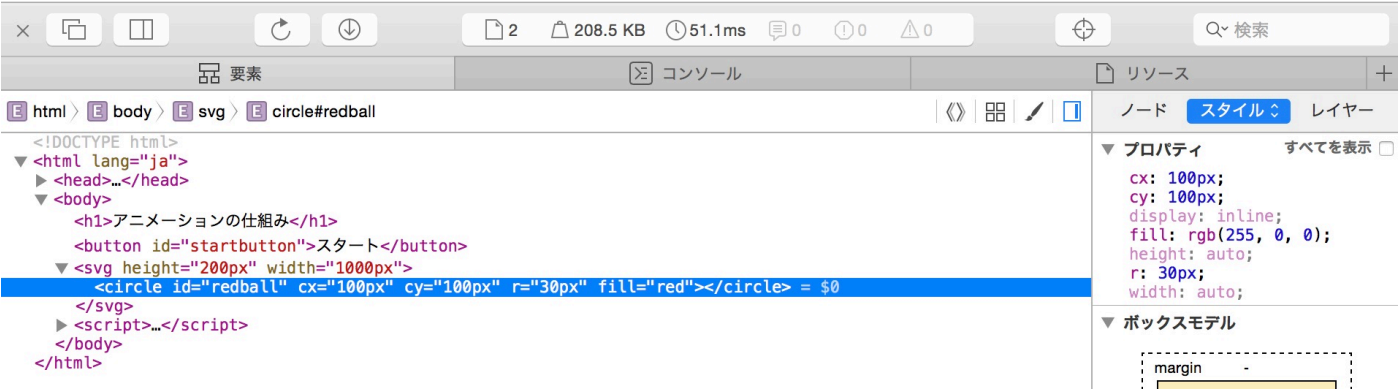 2 208.5 KB 51.1ms 0 0 0 検索
要素 コンソール リソース
E html E body E svg E circle#redball ノード スタイル レイヤー
<!DOCTYPE html>
<html lang="ja">
<head>…</head>
<body>
<h1>アニメーションの仕組み</h1>
<button id="startbutton">スタート</button>
<svg height="200px" width="1000px">
<circle id="redball" cx="100px" cy="100px" r="30px" fill="red"></circle> = $0
</svg>
<script>…</script>
</body>
</html>
プロパティ すべてを表示
cx: 100px;
cy: 100px;
display: inline;
fill: rgb(255, 0, 0);
height: auto;
r: 30px;
width: auto;
ボックスモデル
margin -